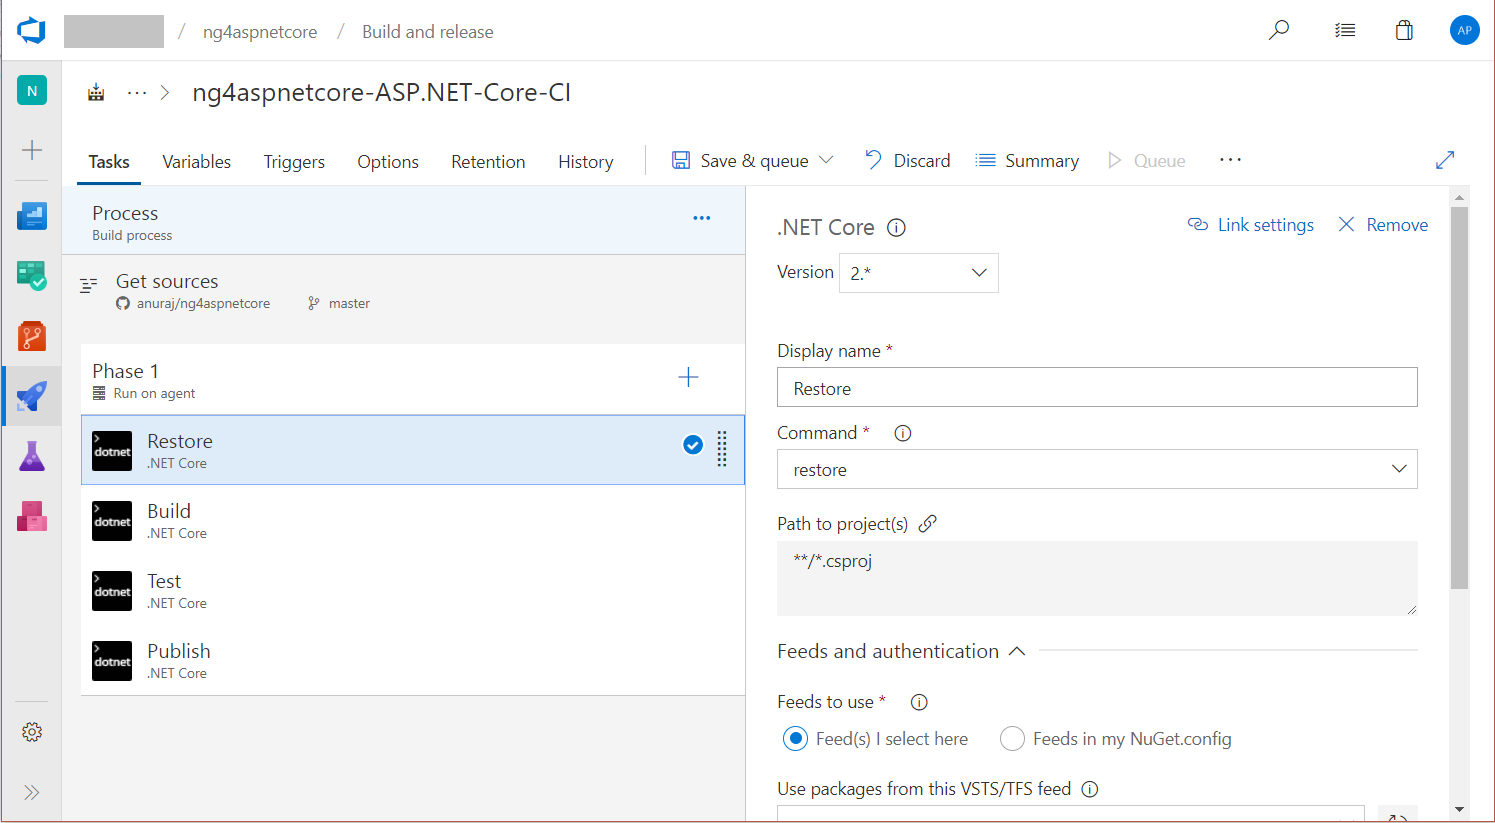 / ng4aspnetcore / Build and release
AP
N
... > ng4aspnetcore-ASP.NET-Core-CI
Tasks Variables Triggers Options Retention History Save & queue Discard Summary Queue ...
Process
Build process
Get sources
anuraj/ng4aspnetcore master
Phase 1
Run on agent
dotnet Restore
.NET Core
dotnet Build
.NET Core
dotnet Test
.NET Core
dotnet Publish
.NET Core
.NET Core Link settings Remove
Version 2.*
Display name *
Restore
Command *
restore
Path to project(s)
**/*.csproj
Feeds and authentication
Feeds to use *
Feed(s) I select here Feeds in my NuGet.config
Use packages from this VSTS/TFS feed